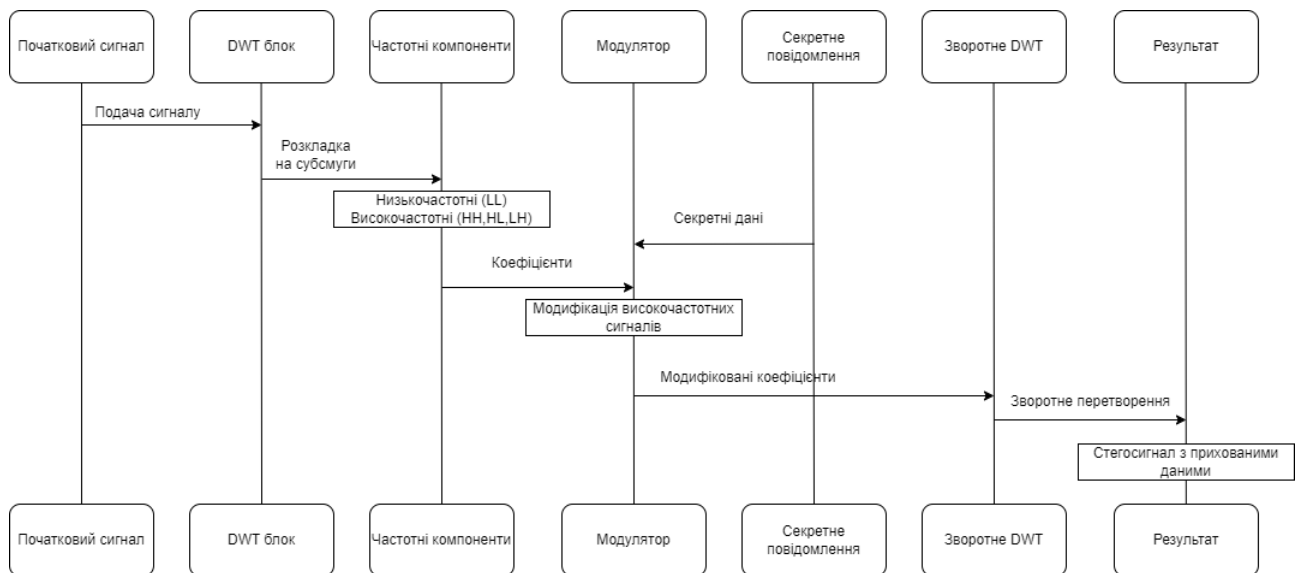 Початковий сигнал
DWT блок
Частотні компоненти
Модулятор
Секретне
повідомлення
Зворотне DWT
Результат
Подача сигналу
Розкладка
на субсмуги
Низькочастотні (LL)
Високочастотні (HH,HL,LH)
Секретні дані
Коефіцієнти
Модифікація високочастотних
сигналів
Модифіковані коефіцієнти
Зворотне перетворення
Стегосигнал з прихованими
даними
Початковий сигнал
DWT блок
Частотні компоненти
Модулятор
Секретне
повідомлення
Зворотне DWT
Результат